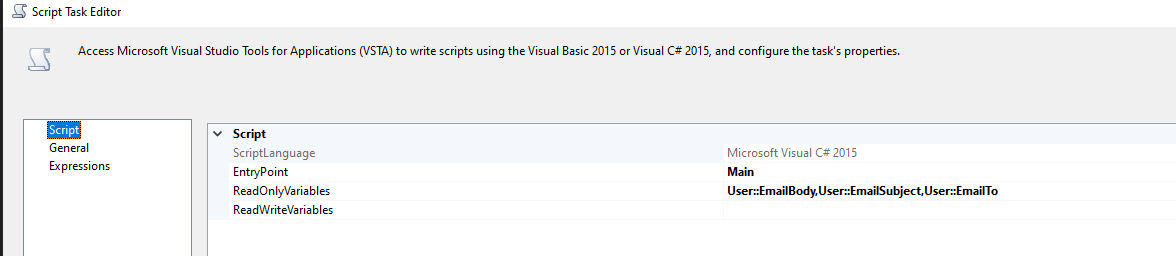 Script Task Editor
Access Microsoft Visual Studio Tools for Applications (VSTA) to write scripts using the Visual Basic 2015 or Visual C# 2015, and configure the task's properties.
Script
General
Expressions
Script
ScriptLanguage Microsoft Visual C# 2015
EntryPoint Main
ReadOnlyVariables User::EmailBody,User::EmailSubject,User::EmailTo
ReadWriteVariables